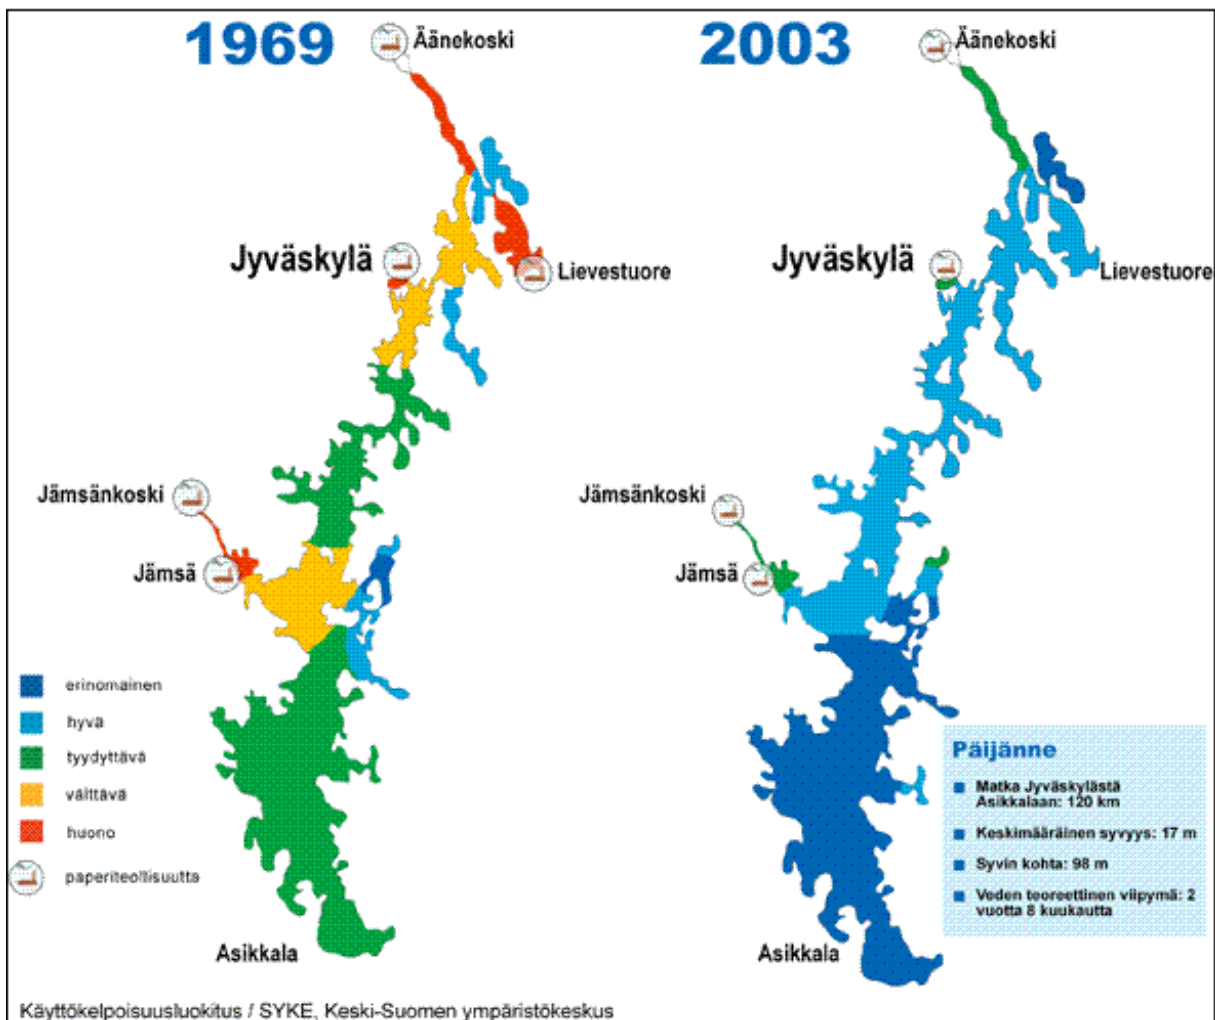 1969
Äänekoski
Jyväskylä
Lievestuore
Jämsänkoski
Jämsä
Asikkala
erinomainen
hyvä
tyydyttävä
välttävä
huono
paperiteollisuutta
2003
Äänekoski
Jyväskylä
Lievestuore
Jämsänkoski
Jämsä
Asikkala
Päijänne
Matka Jyväskylästä
Asikkalaan: 120 km
Keskimääräinen syvyys: 17 m
Syvin kohta: 98 m
Veden teoreettinen viipymä: 2
vuotta 8 kuukautta
Käyttökelpoisuusluokitus / SYKE, Keski-Suomen ympäristökeskus